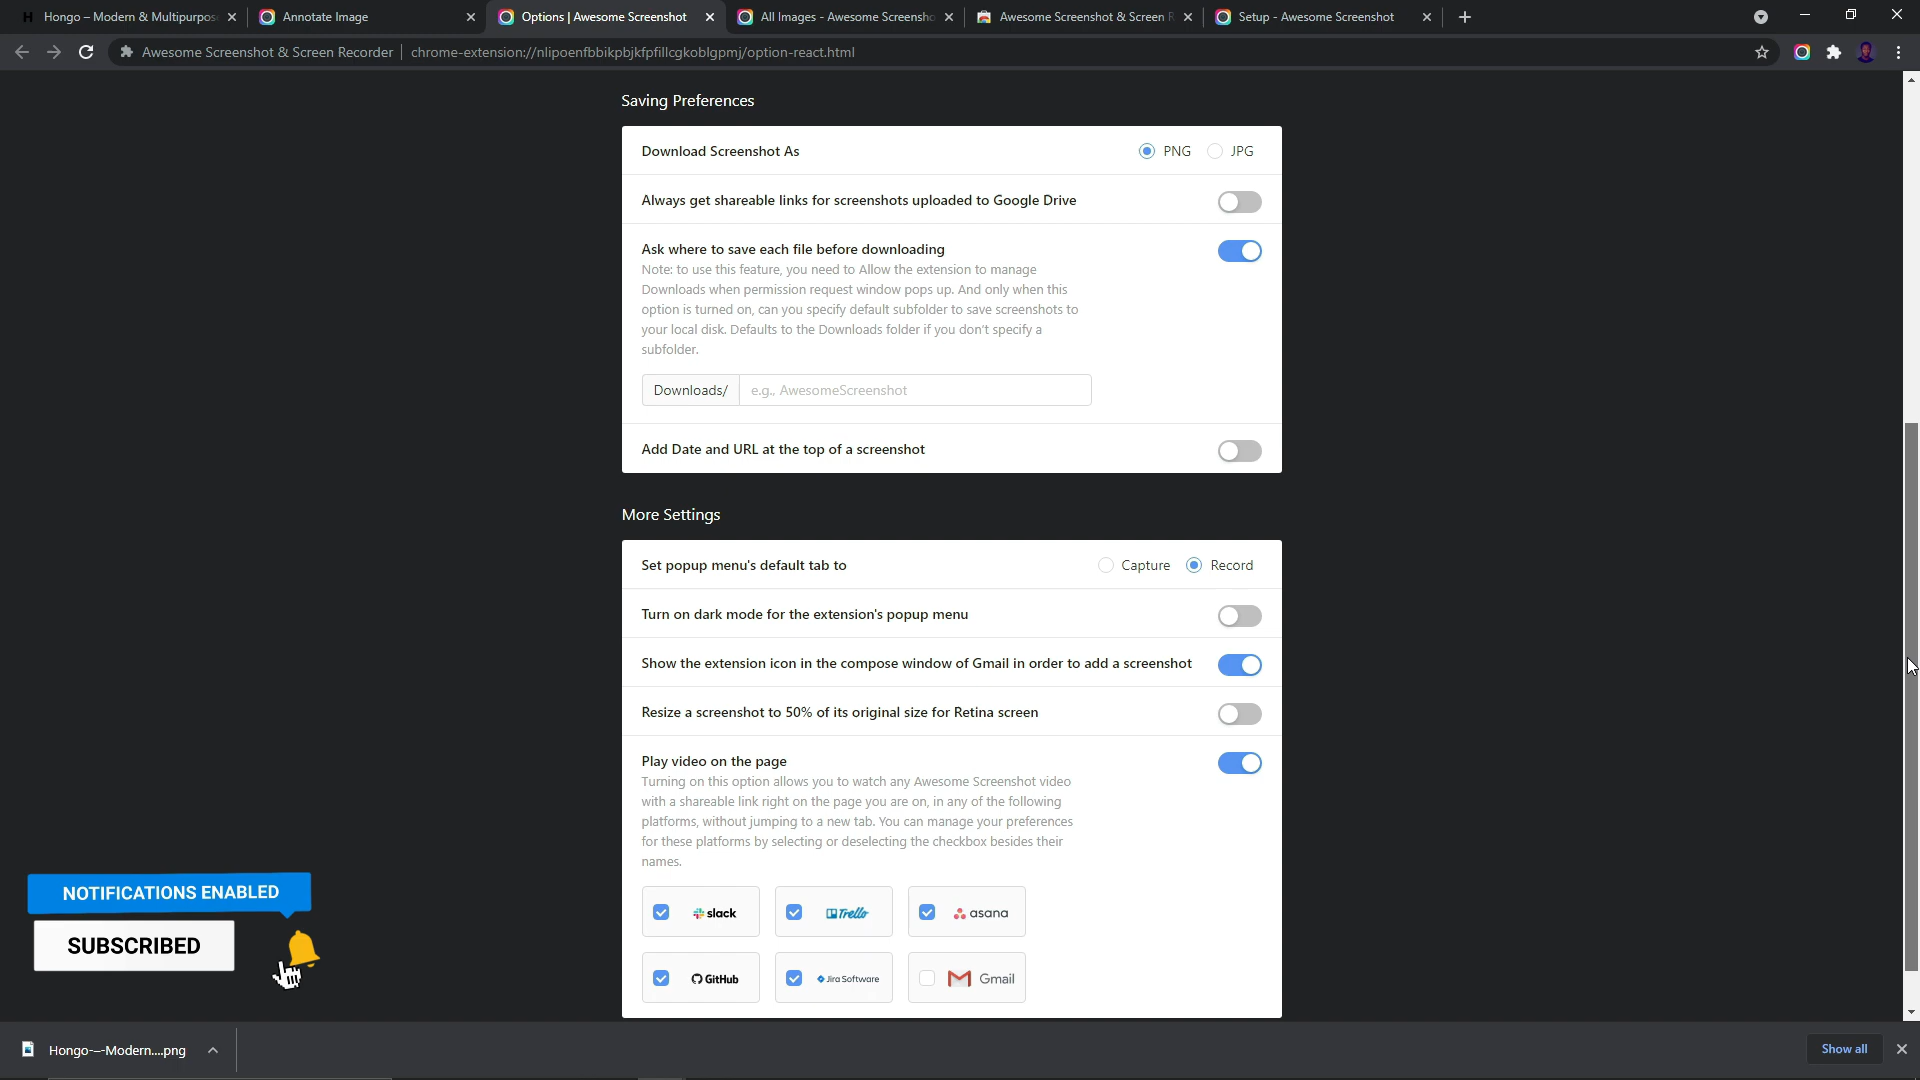 H Hongo – Modern & Multipurpos
Annotate Image
Options | Awesome Screenshot
All Images - Awesome Screensho
Awesome Screenshot & Screen R
Setup - Awesome Screenshot
Awesome Screenshot & Screen Recorder | chrome-extension://nlipoenfbbikpbjkfpfillcgkoblgpmj/option-react.html
Saving Preferences
Download Screenshot As
PNG JPG
Always get shareable links for screenshots uploaded to Google Drive
Ask where to save each file before downloading
Note: to use this feature, you need to Allow the extension to manage
Downloads when permission request window pops up. And only when this
option is turned on, can you specify default subfolder to save screenshots to
your local disk. Defaults to the Downloads folder if you don't specify a
subfolder.
Downloads/ e.g., AwesomeScreenshot
Add Date and URL at the top of a screenshot
More Settings
Set popup menu's default tab to
Capture Record
Turn on dark mode for the extension's popup menu
Show the extension icon in the compose window of Gmail in order to add a screenshot
Resize a screenshot to 50% of its original size for Retina screen
Play video on the page
Turning on this option allows you to watch any Awesome Screenshot video
with a shareable link right on the page you are on, in any of the following
platforms, without jumping to a new tab. You can manage your preferences
for these platforms by selecting or deselecting the checkbox besides their
names.
slack Trello asana
GitHub Jira Software Gmail
NOTIFICATIONS ENABLED
SUBSCRIBED
Hongo-–-Modern....png
Show all